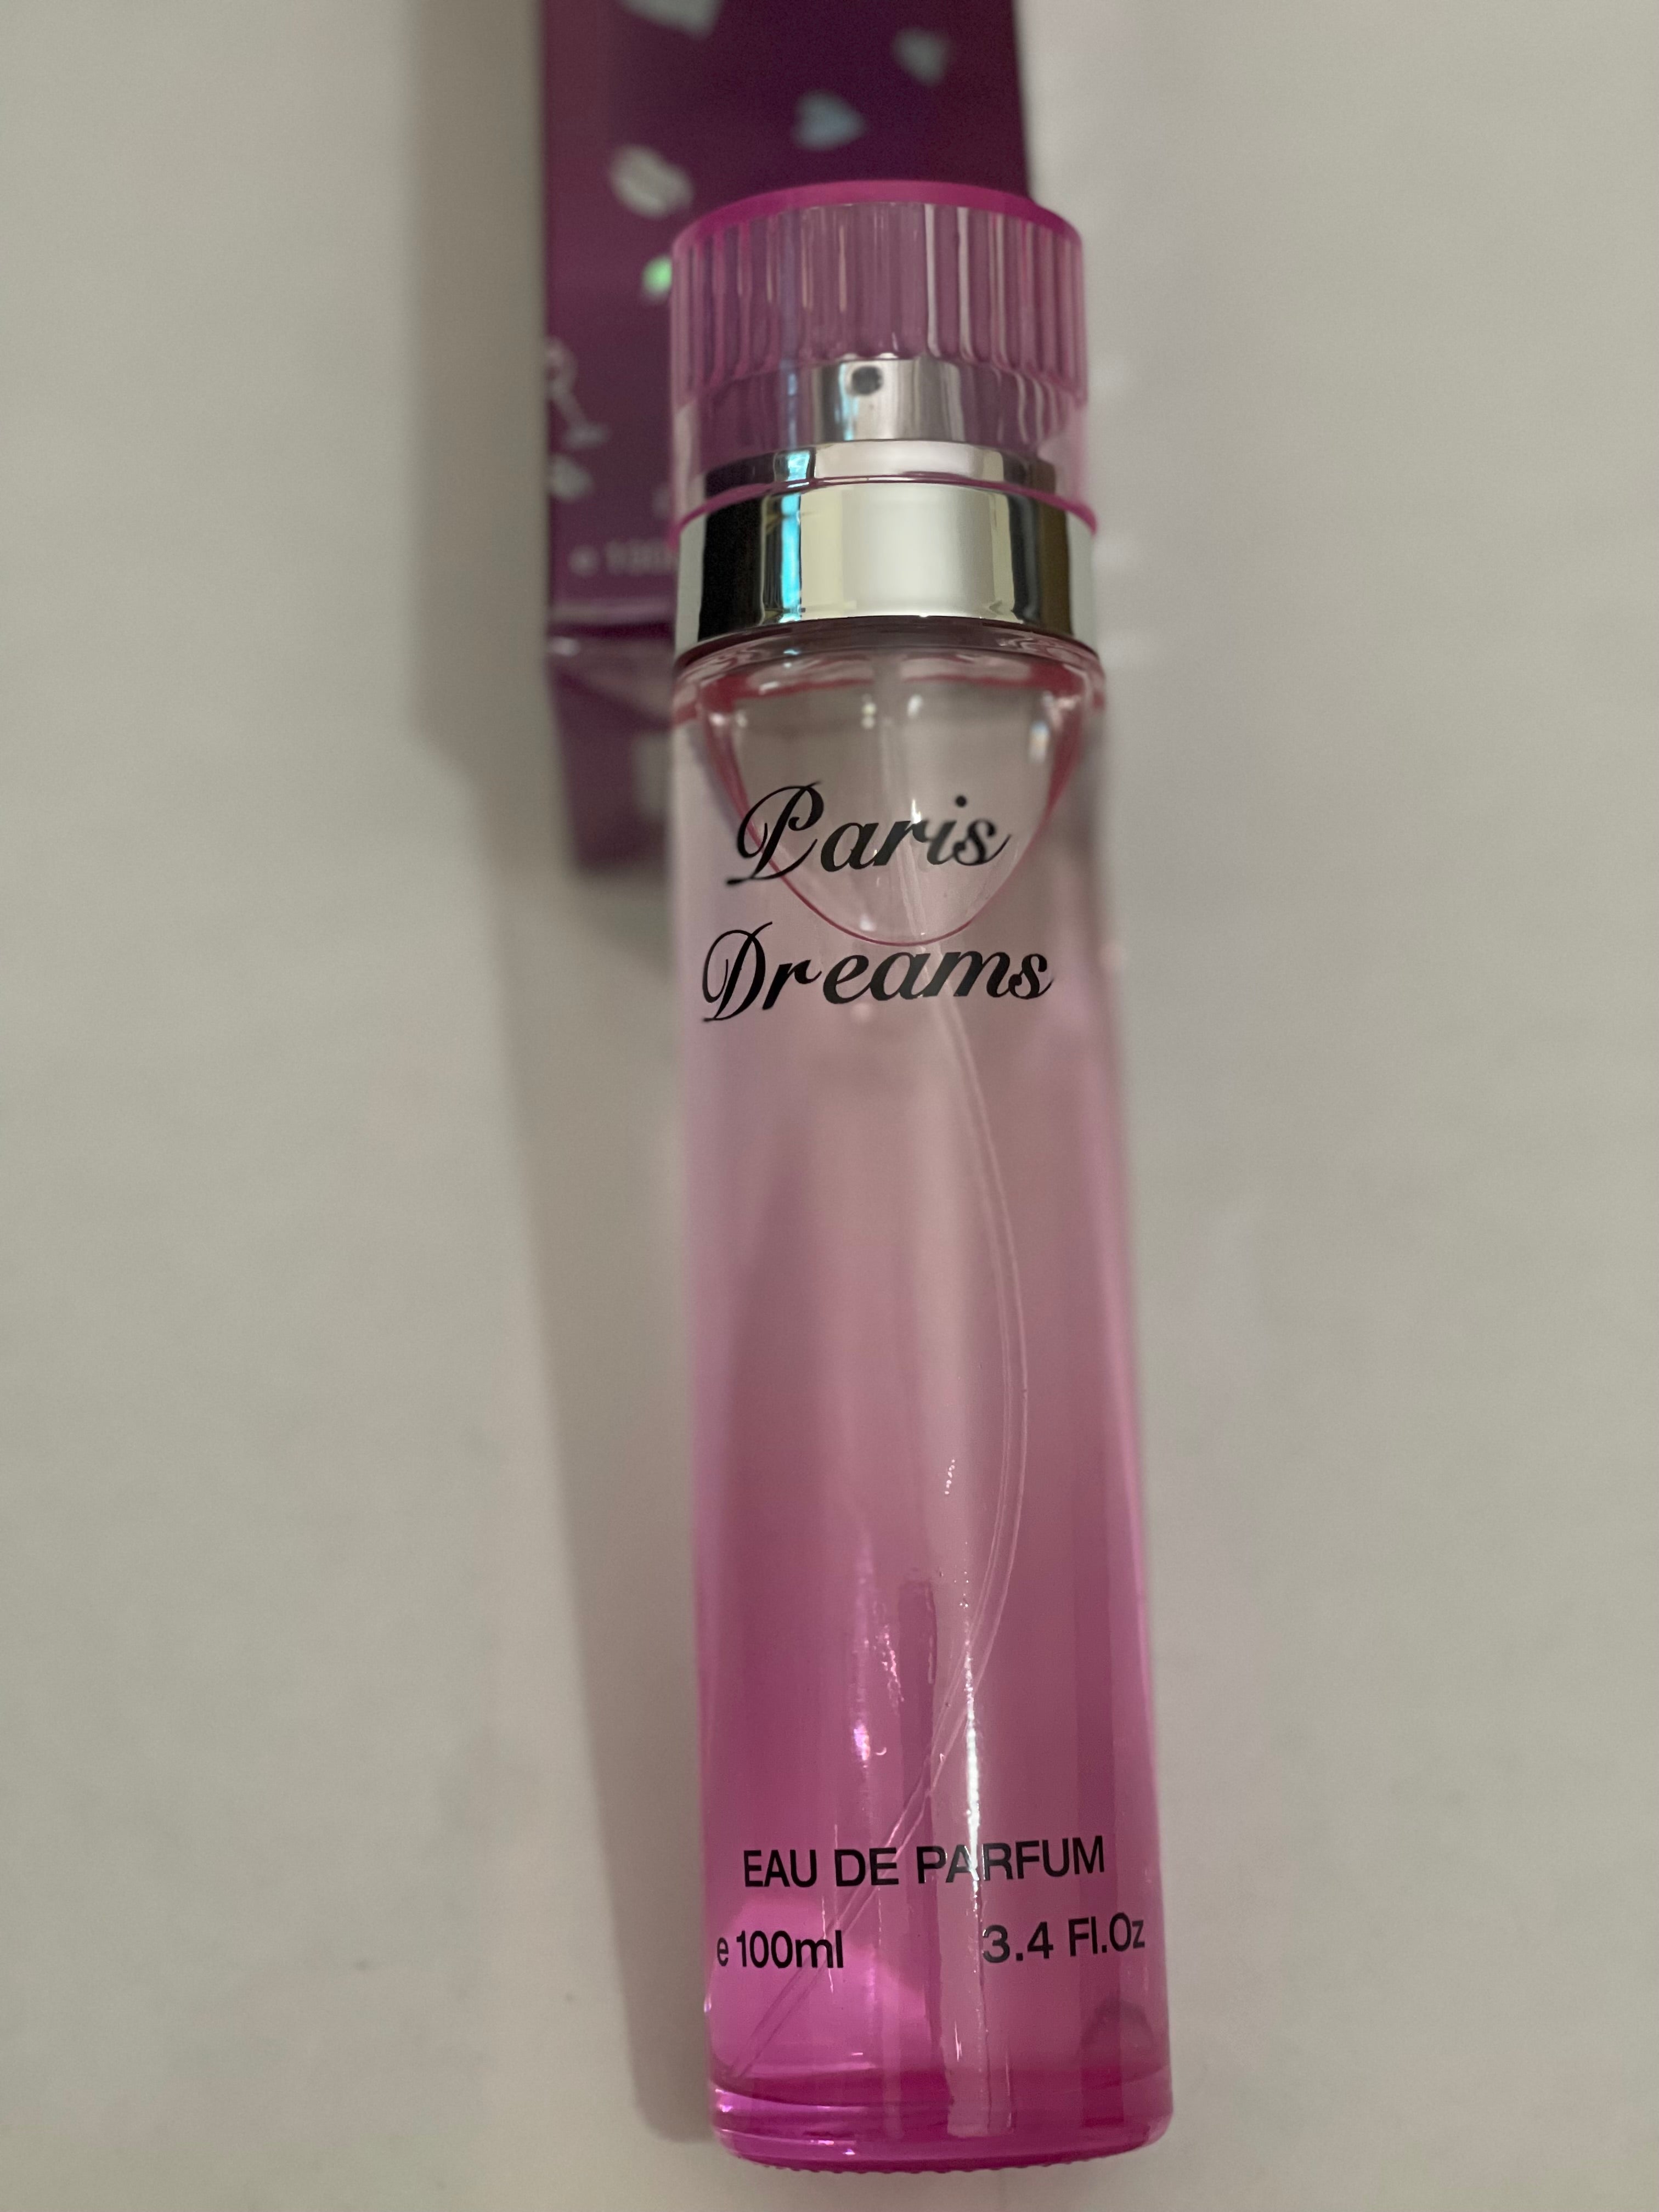 Paris
Dreams
EAU DE PARFUM
e 100ml 3.4 Fl.Oz